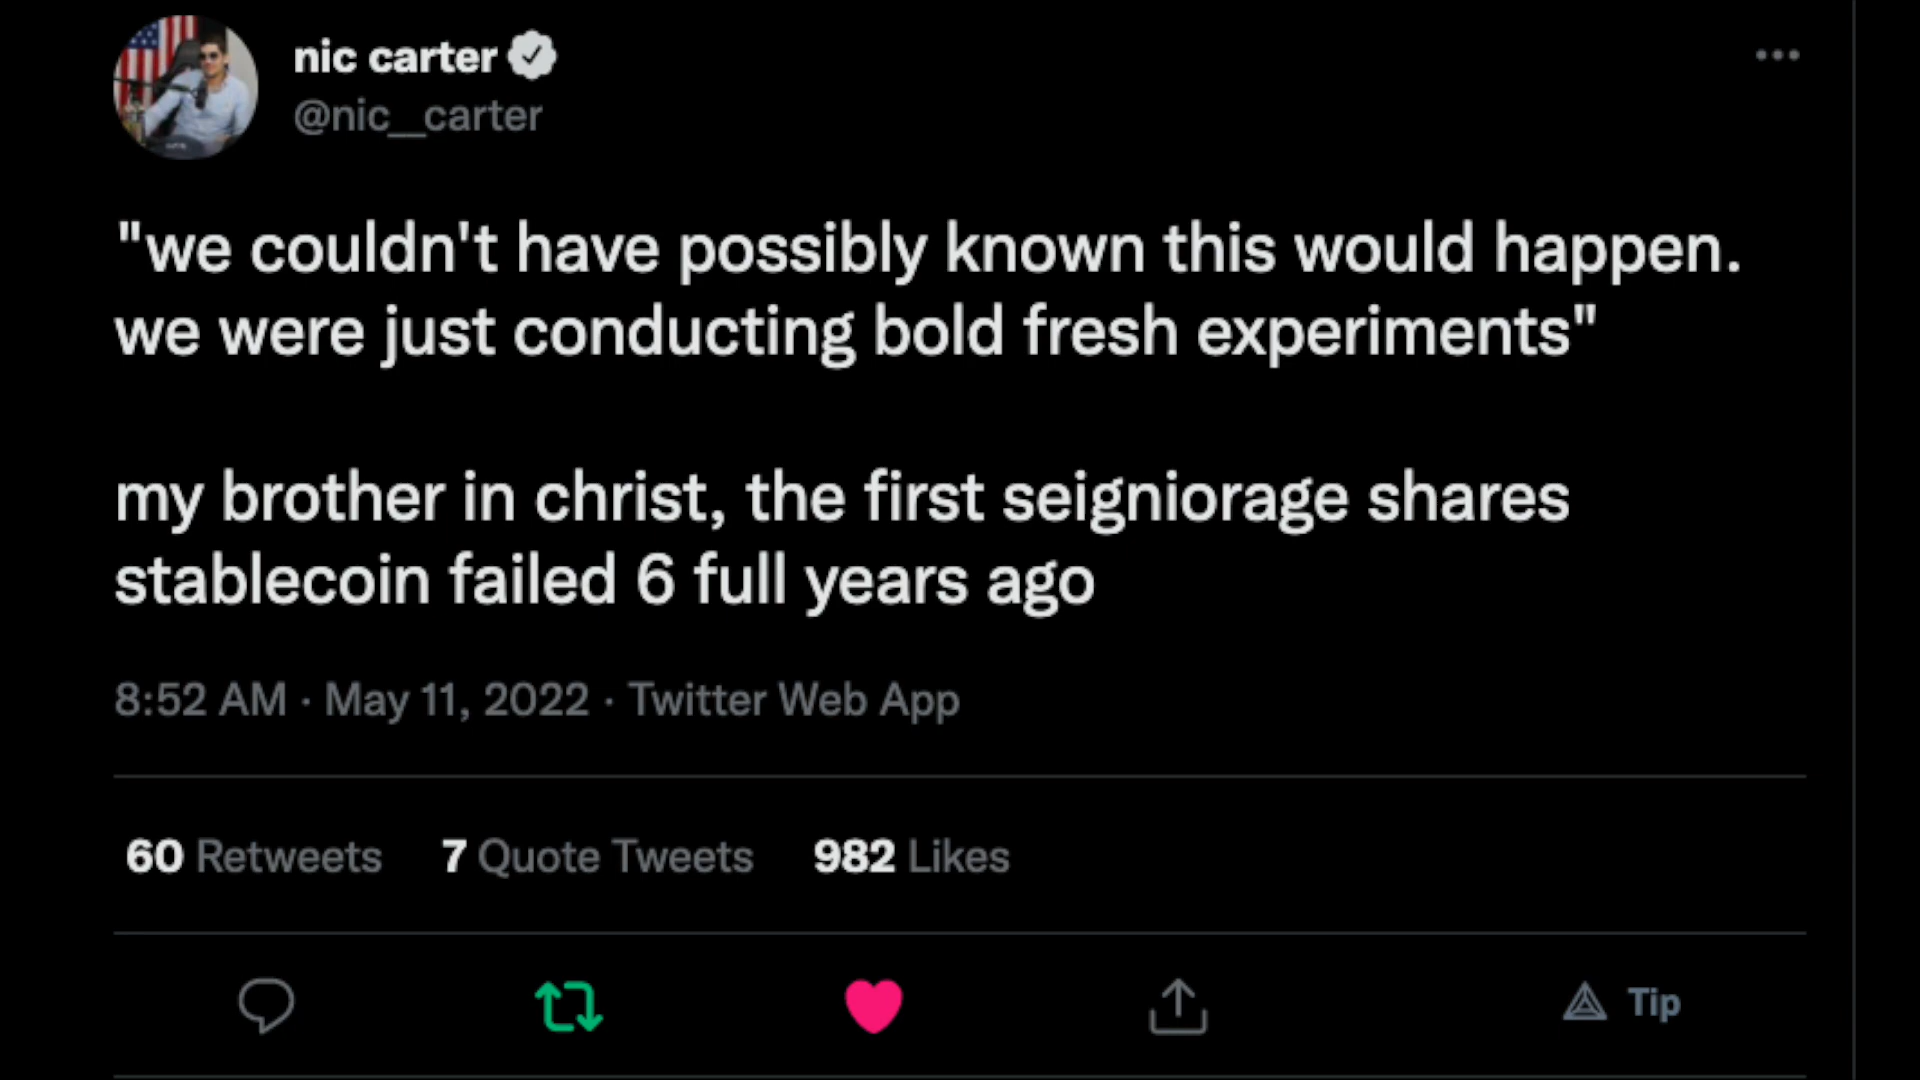 nic carter
@nic__carter
"we couldn't have possibly known this would happen.
we were just conducting bold fresh experiments"
my brother in christ, the first seigniorage shares
stablecoin failed 6 full years ago
8:52 AM · May 11, 2022 · Twitter Web App
60 Retweets 7 Quote Tweets 982 Likes
Tip